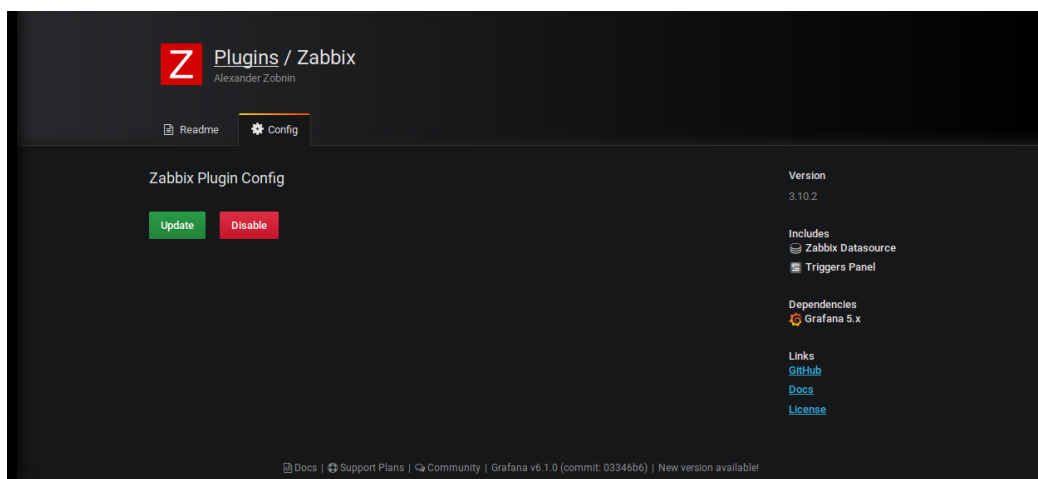 Z
Plugins / Zabbix
Alexander Zobnin
Readme
Config
Zabbix Plugin Config
Update
Disable
Version
3.10.2
Includes
Zabbix Datasource
Triggers Panel
Dependencies
Grafana 5.x
Links
GitHub
Docs
License
Docs | Support Plans | Community | Grafana v6.1.0 (commit: 03346b6) | New version available!